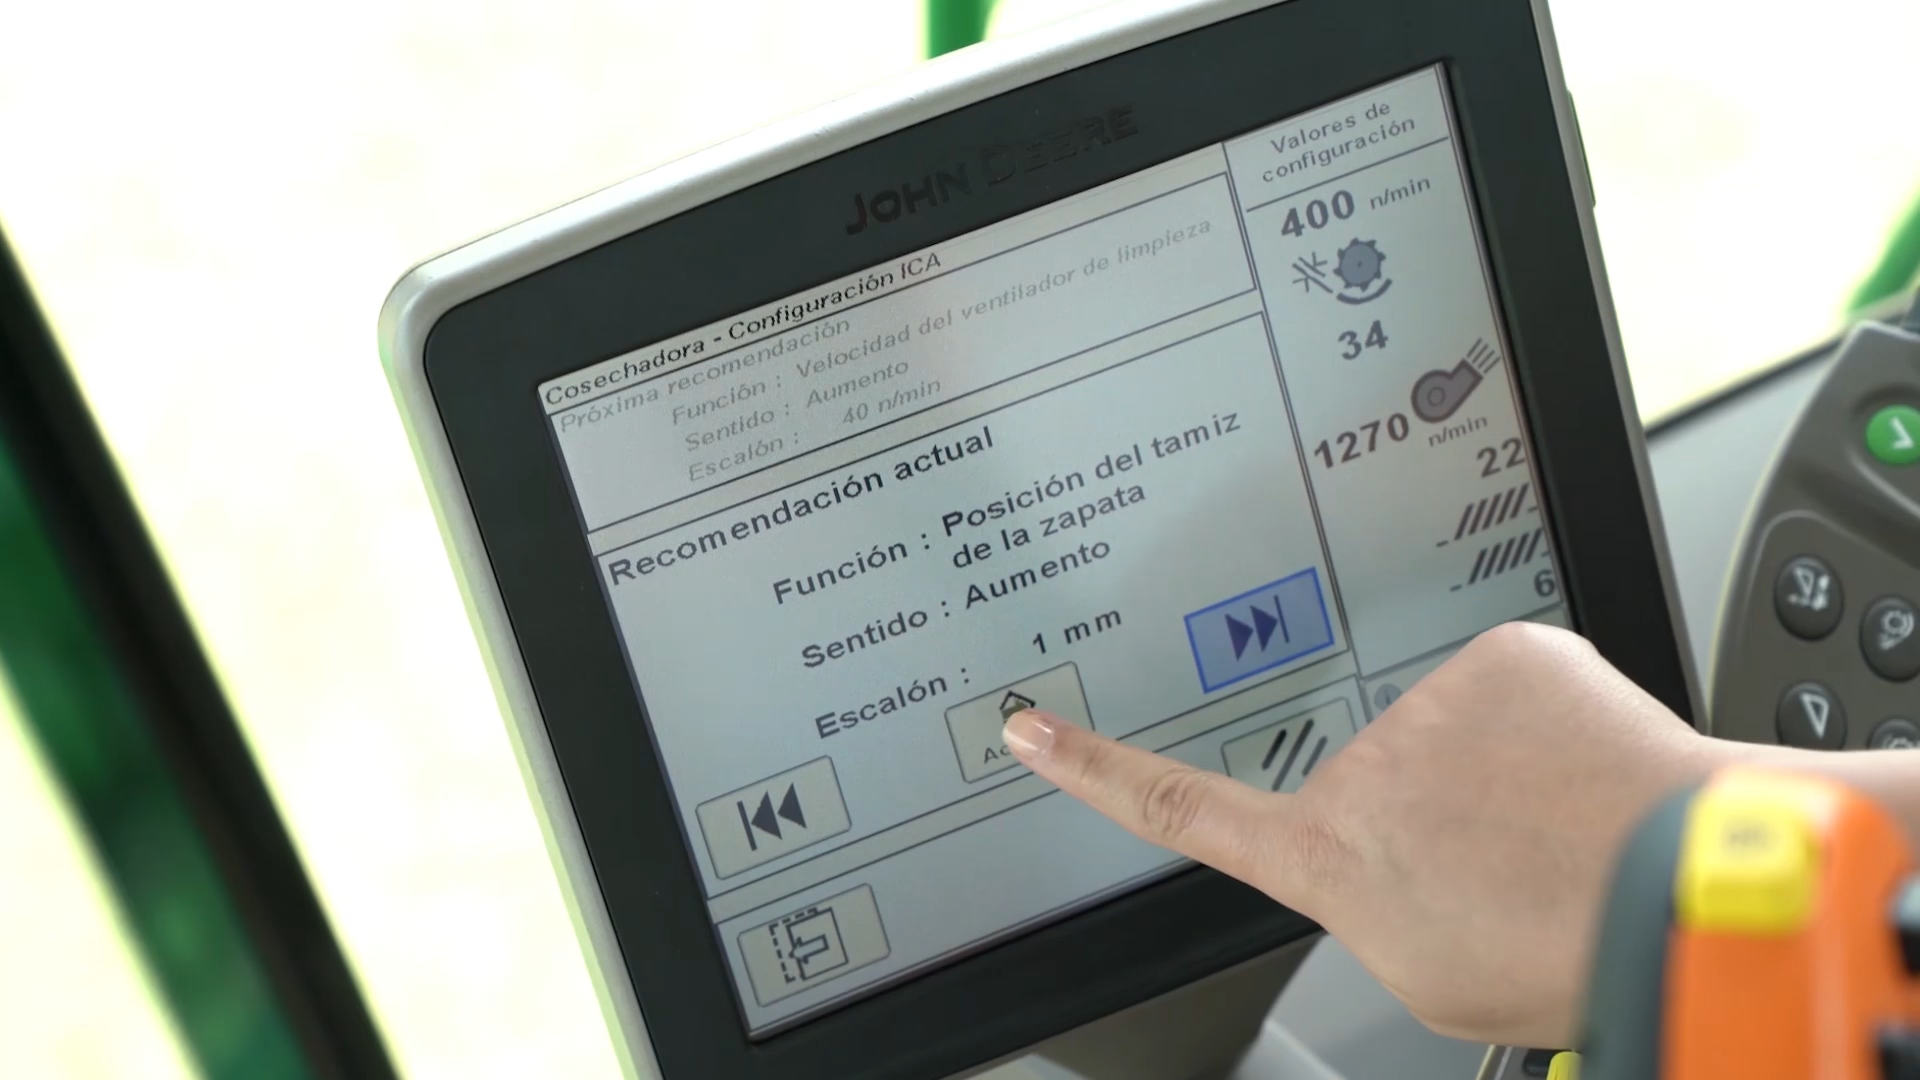 JOHN DEERE
Cosechadora - Configuración ICA
Próxima recomendación
Función : Velocidad del ventilador de limpieza
Sentido : Aumento
Escalón : 40 n/min
Recomendación actual
Función : Posición del tamiz
de la zapata
Sentido : Aumento
Escalón : 1 mm
Valores de
configuración
400 n/min
34
1270 n/min
22
6